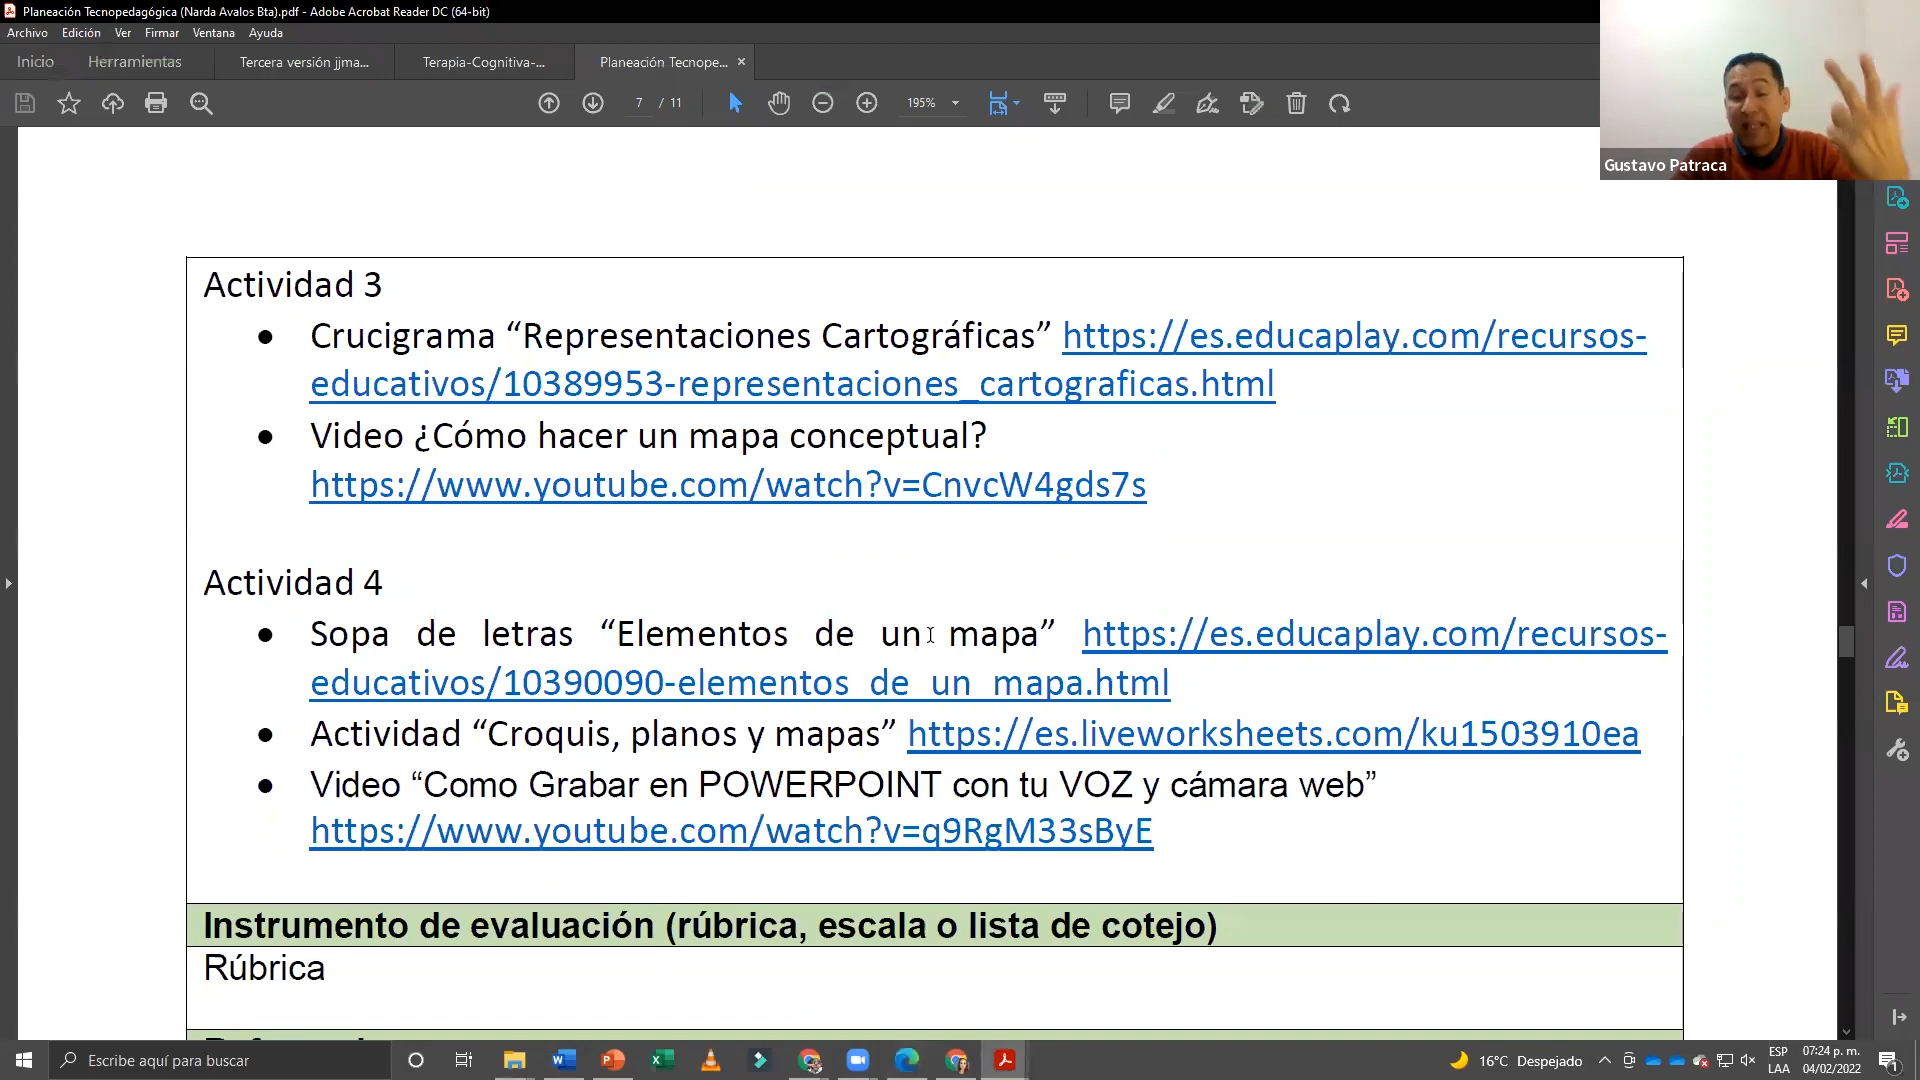 Planeación Tecnopedagógica (Narda Avalos Bta).pdf - Adobe Acrobat Reader DC (64-bit)
Archivo Edición Ver Firmar Ventana Ayuda
Inicio Herramientas Tercera versión jjma... Terapia-Cognitiva-... Planeación Tecnope... ×
7 / 11 195%
Gustavo Patraca
Actividad 3
• Crucigrama “Representaciones Cartográficas” https://es.educaplay.com/recursos-
educativos/10389953-representaciones_cartograficas.html
• Video ¿Cómo hacer un mapa conceptual?
https://www.youtube.com/watch?v=CnvcW4gds7s
Actividad 4
• Sopa de letras “Elementos de un mapa” https://es.educaplay.com/recursos-
educativos/10390090-elementos_de_un_mapa.html
• Actividad “Croquis, planos y mapas” https://es.liveworksheets.com/ku1503910ea
• Video “Como Grabar en POWERPOINT con tu VOZ y cámara web”
https://www.youtube.com/watch?v=q9RgM33sByE
Instrumento de evaluación (rúbrica, escala o lista de cotejo)
Rúbrica
Escribe aquí para buscar
16°C Despejado
ESP
LAA
07:24 p. m.
04/02/2022
1